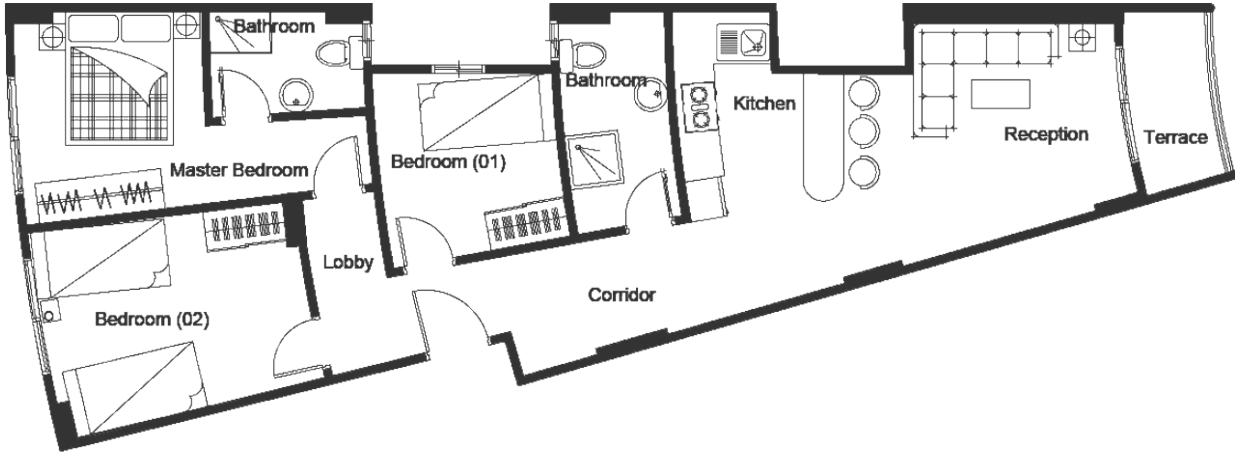 Bathroom
Bathroom
Kitchen
Reception
Terrace
Master Bedroom
Bedroom (01)
Lobby
Corridor
Bedroom (02)